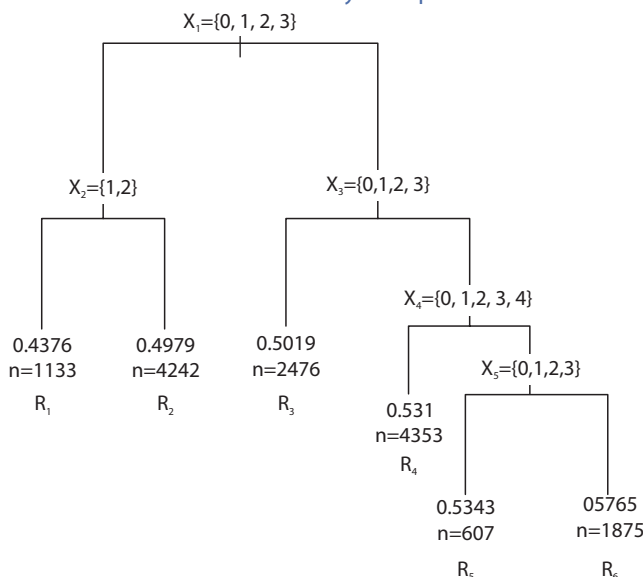 X₁={0, 1, 2, 3}
X₂={1,2}
X₃={0,1,2, 3}
X₄={0, 1,2, 3, 4}
0.4376
n=1133
R₁
0.4979
n=4242
R₂
0.5019
n=2476
R₃
X₅={0,1,2,3}
0.531
n=4353
R₄
0.5343
n=607
R₅
05765
n=1875
R₆